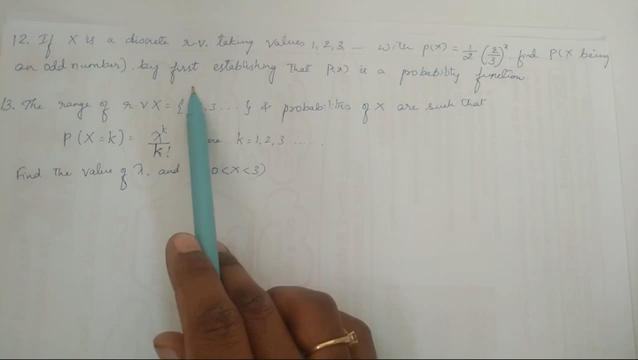 12. If X is a discrete r.v. taking values 1, 2, 3 ... with p(x) = 1/2 (2/3)^x find P(X being
an odd number) by first establishing that P(x) is a probability function.
13. The range of r.v X = { , 3 ... } & probabilities of X are such that
P(X=k) = λ^k/k! k = 1, 2, 3 .....
Find the value of λ and 0 < X < 3)